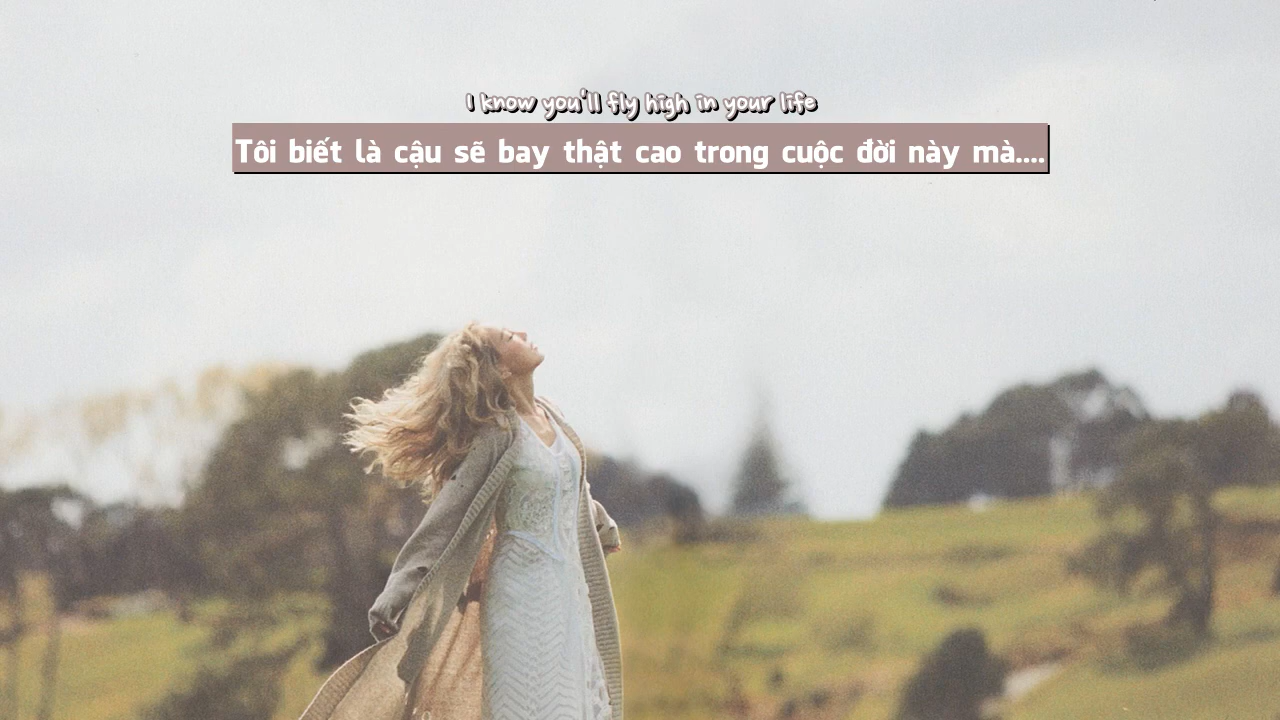 I know you'll fly high in your life
Tôi biết là cậu sẽ bay thật cao trong cuộc đời này mà....